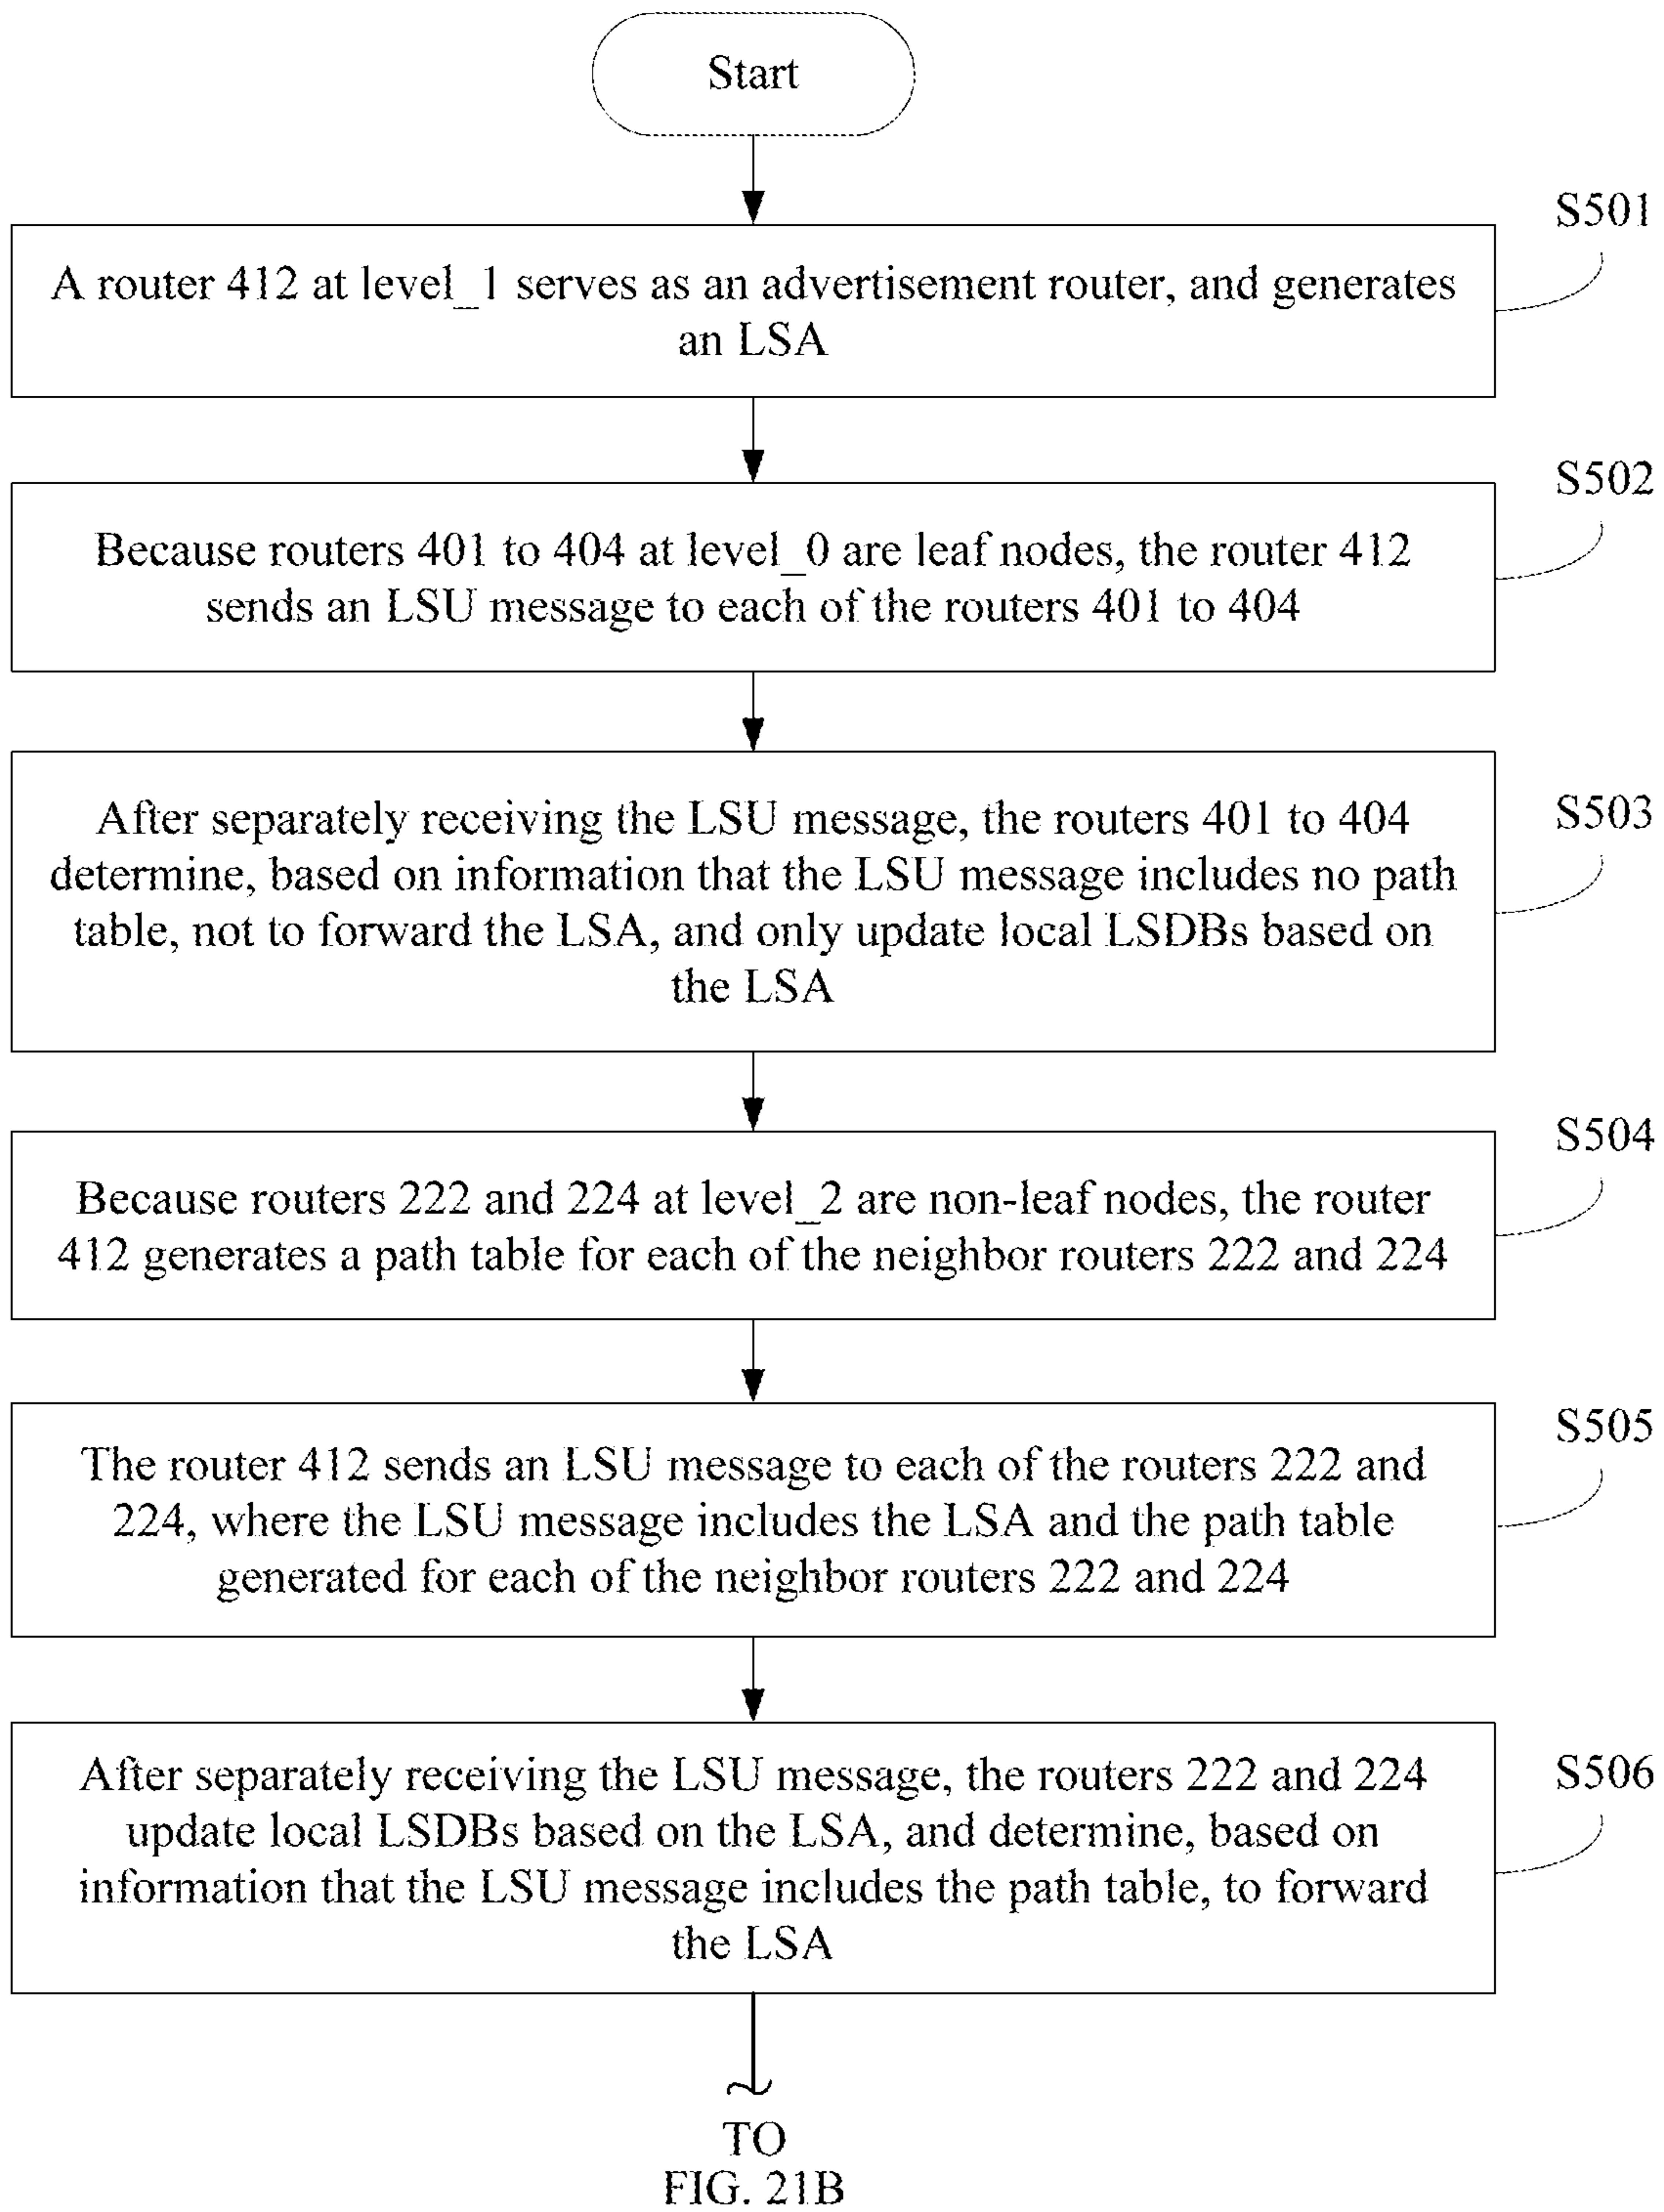 Start
S501
A router 412 at level_1 serves as an advertisement router, and generates
an LSA
S502
Because routers 401 to 404 at level_0 are leaf nodes, the router 412
sends an LSU message to each of the routers 401 to 404
S503
After separately receiving the LSU message, the routers 401 to 404
determine, based on information that the LSU message includes no path
table, not to forward the LSA, and only update local LSDBs based on
the LSA
S504
Because routers 222 and 224 at level_2 are non-leaf nodes, the router
412 generates a path table for each of the neighbor routers 222 and 224
S505
The router 412 sends an LSU message to each of the routers 222 and
224, where the LSU message includes the LSA and the path table
generated for each of the neighbor routers 222 and 224
S506
After separately receiving the LSU message, the routers 222 and 224
update local LSDBs based on the LSA, and determine, based on
information that the LSU message includes the path table, to forward
the LSA
TO
FIG. 21B